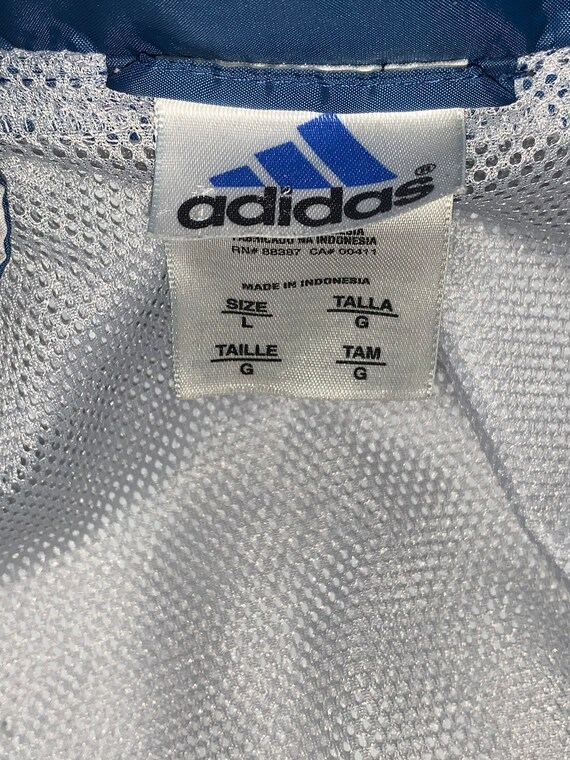 adidas®
FABRICADO NA INDONESIA
RN# 88387 CA# 00411
MADE IN INDONESIA
SIZE TALLA
L G
TAILLE TAM
G G